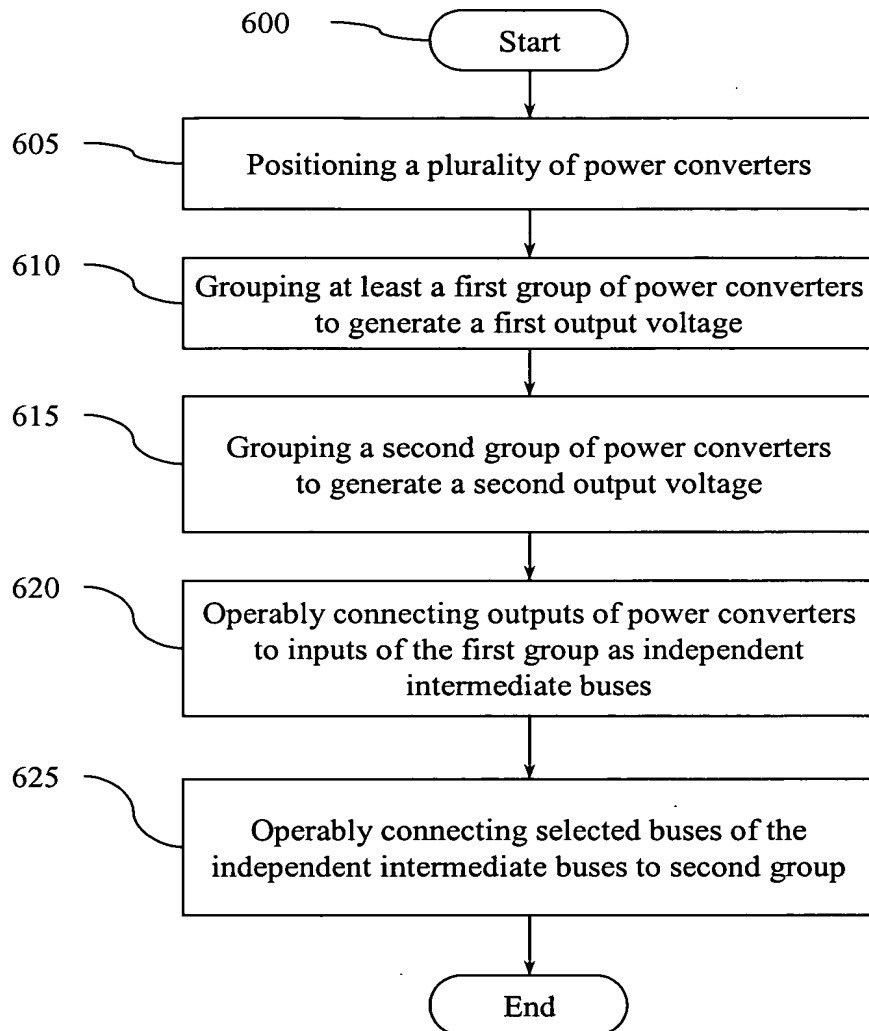 600
Start
605
Positioning a plurality of power converters
610
Grouping at least a first group of power converters
to generate a first output voltage
615
Grouping a second group of power converters
to generate a second output voltage
620
Operably connecting outputs of power converters
to inputs of the first group as independent
intermediate buses
625
Operably connecting selected buses of the
independent intermediate buses to second group
End